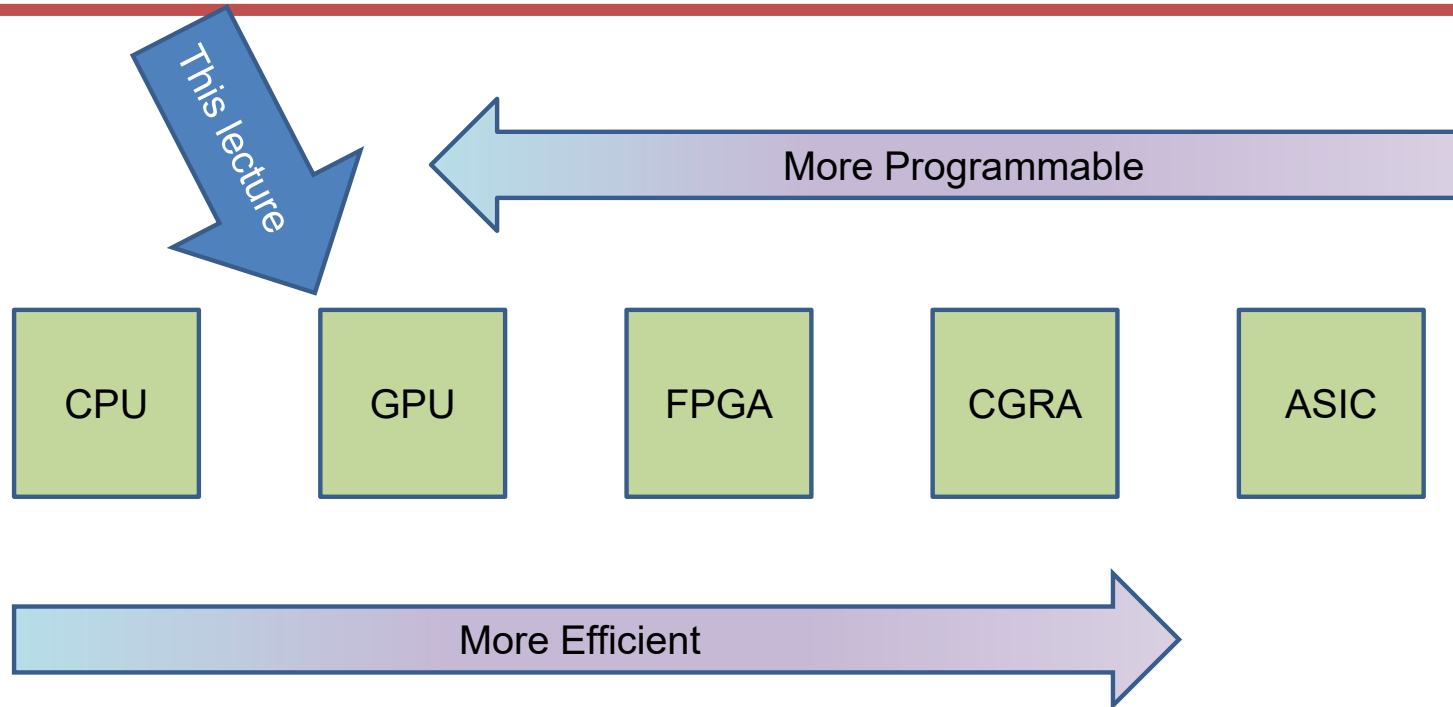 This lecture
More Programmable
CPU
GPU
FPGA
CGRA
ASIC
More Efficient